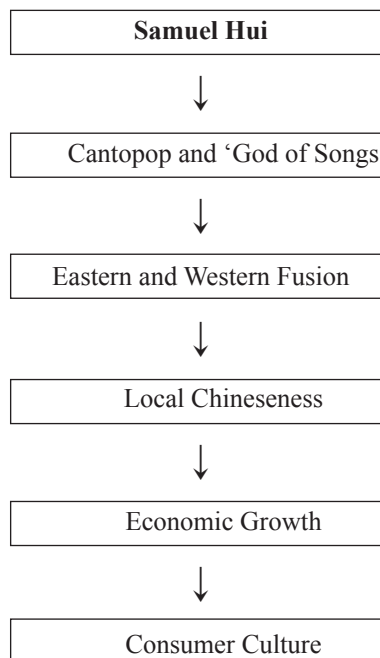 Samuel Hui
Cantopop and ‘God of Songs
Eastern and Western Fusion
Local Chineseness
Economic Growth
Consumer Culture